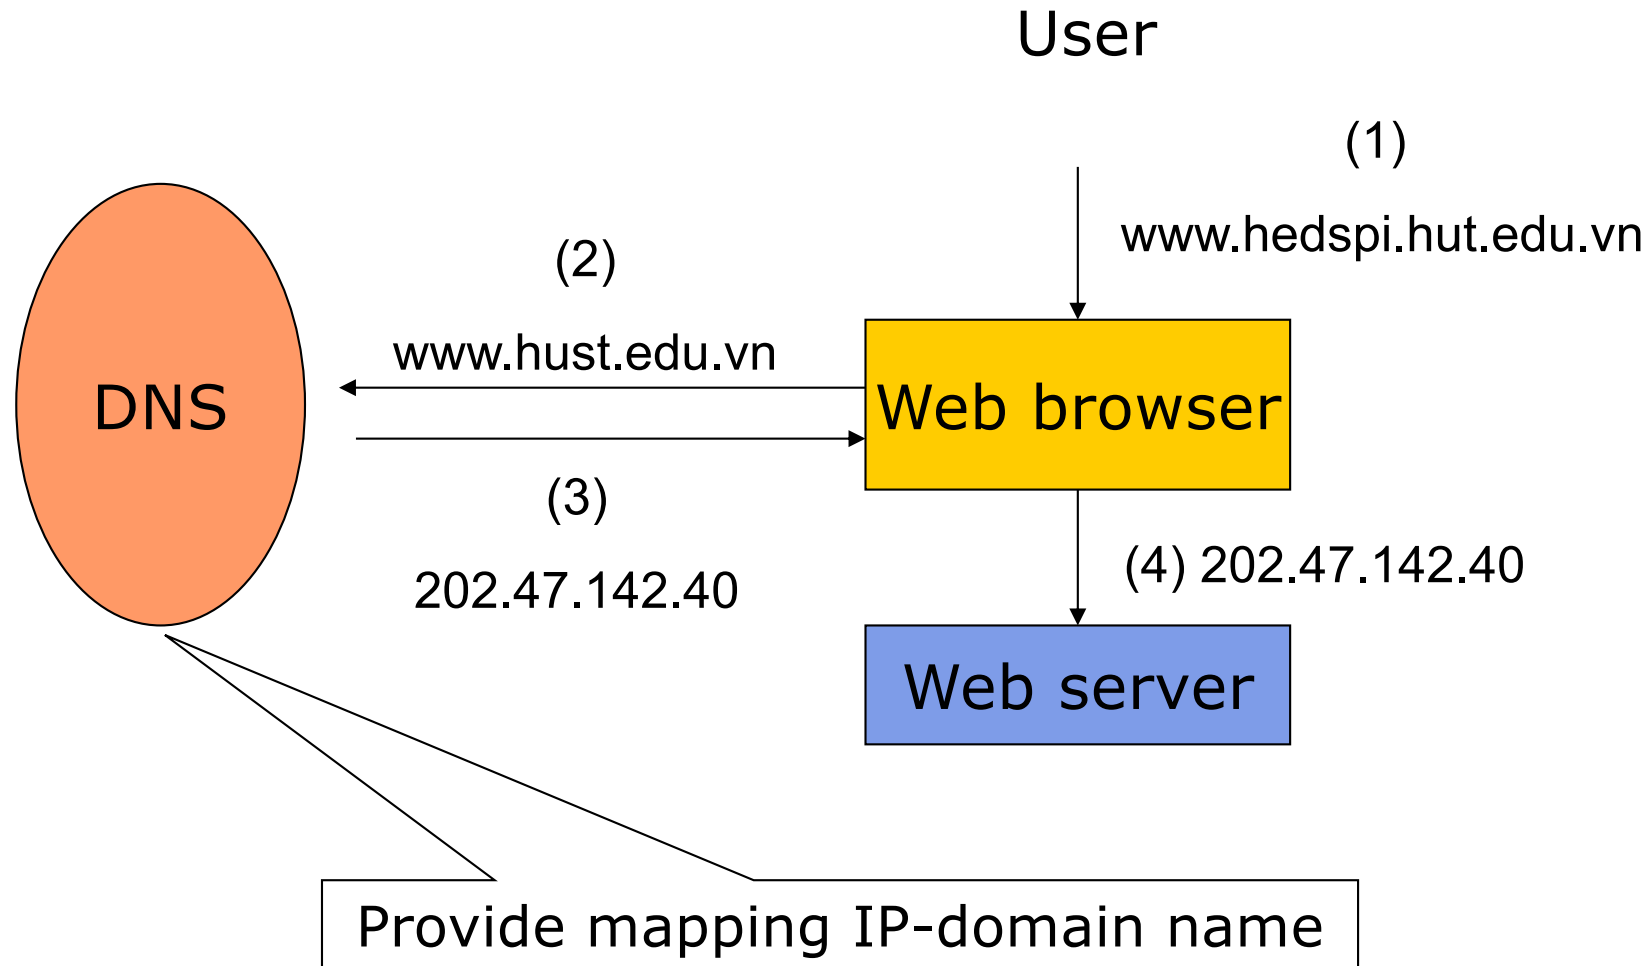 User
(1)
www.hedspi.hut.edu.vn
(2)
www.hust.edu.vn
DNS
Web browser
(3)
202.47.142.40
(4) 202.47.142.40
Web server
Provide mapping IP-domain name